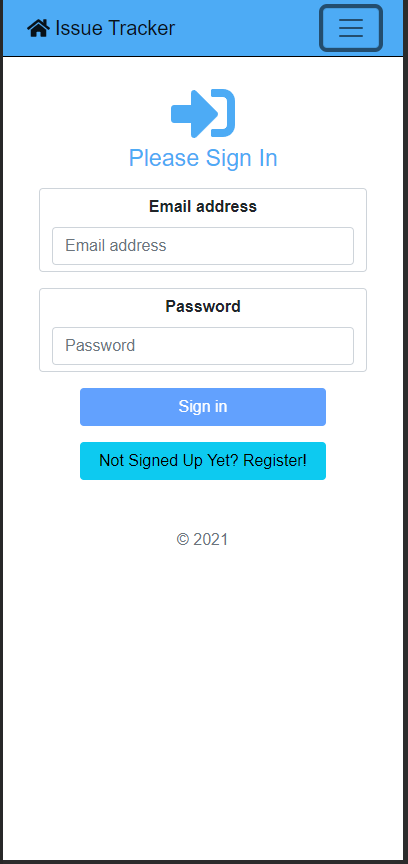 Issue Tracker
Please Sign In
Email address
Email address
Password
Password
Sign in
Not Signed Up Yet? Register!
© 2021